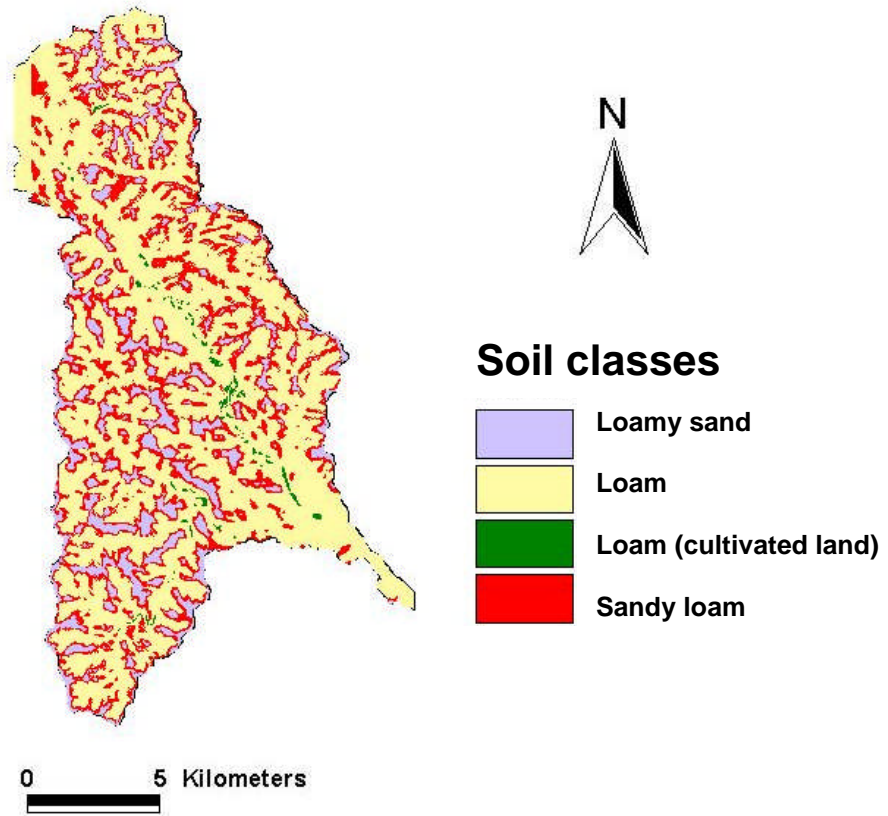 N
Soil classes
Loamy sand
Loam
Loam (cultivated land)
Sandy loam
0 5 Kilometers